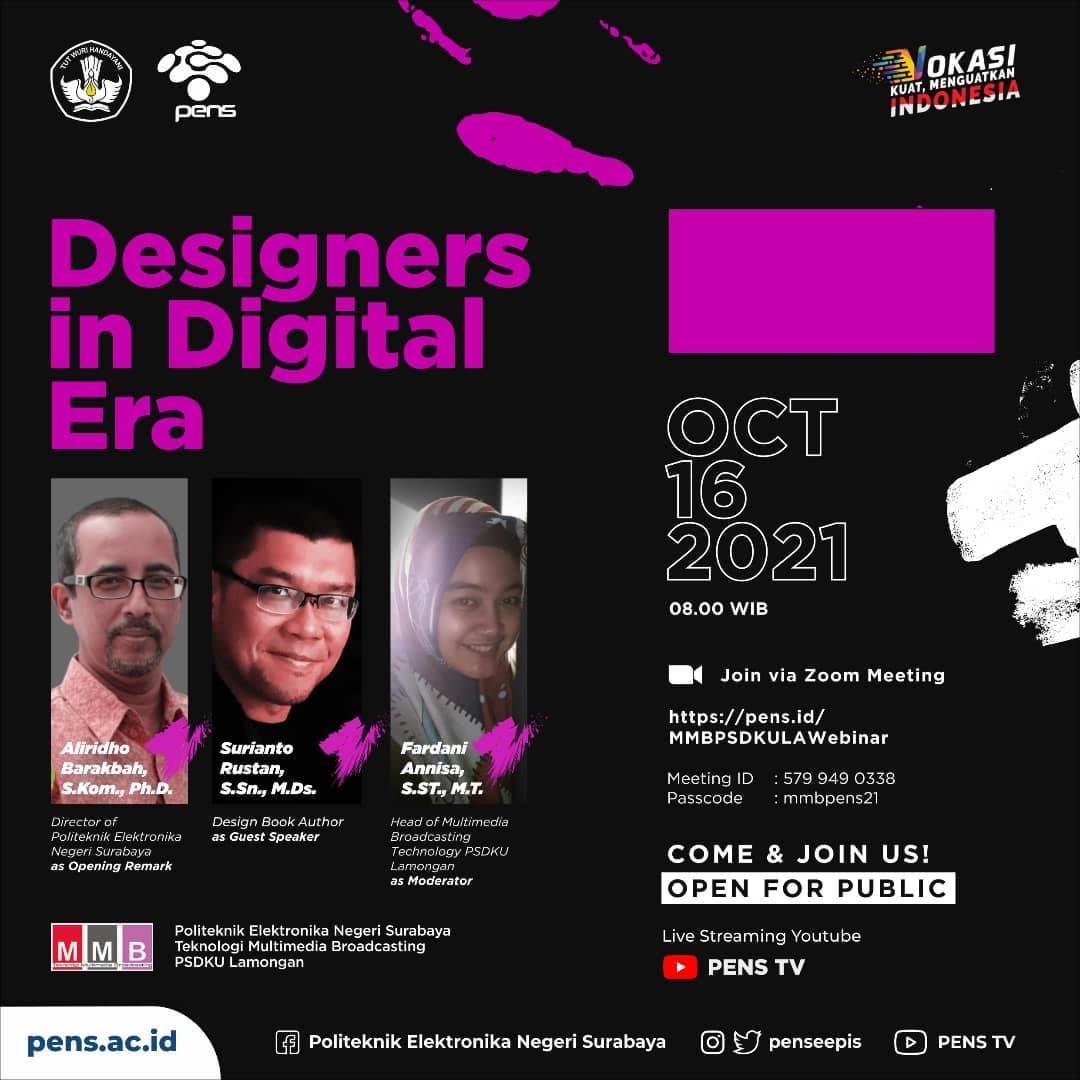 TUT WURI HANDAYANI
pens
VOKASI
KUAT, MENGUATKAN
INDONESIA
Designers
in Digital
Era
OCT
16
2021
08.00 WIB
Join via Zoom Meeting
https://pens.id/
MMBPSDKULAWebinar
Meeting ID : 579 949 0338
Passcode : mmbpens21
COME & JOIN US!
OPEN FOR PUBLIC
Live Streaming Youtube
PENS TV
Aliridho
Barakbah,
S.Kom., Ph.D.
Director of
Politeknik Elektronika
Negeri Surabaya
as Opening Remark
Surianto
Rustan,
S.Sn., M.Ds.
Design Book Author
as Guest Speaker
Fardani
Annisa,
S.ST., M.T.
Head of Multimedia
Broadcasting
Technology PSDKU
Lamongan
as Moderator
MMB
Teknologi Multimedia Broadcasting
Politeknik Elektronika Negeri Surabaya
Teknologi Multimedia Broadcasting
PSDKU Lamongan
pens.ac.id
Politeknik Elektronika Negeri Surabaya
penseepis
PENS TV